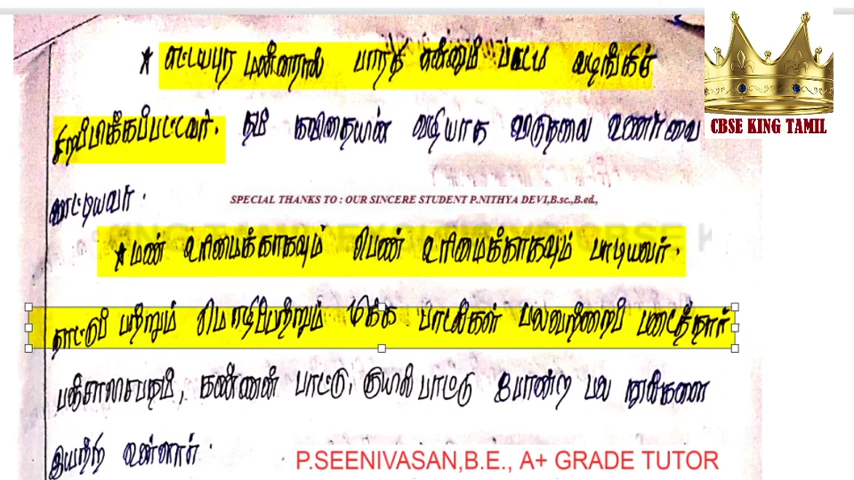 * எட்டயபுர மன்னரால் பாரதி என்னும் பட்டம் வழங்கிச்
சிறப்பிக்கப்பட்டவர். தம் கவிதையின் வழியாக விடுதலை உணர்வை
ஊட்டியவர்.
SPECIAL THANKS TO : OUR SINCERE STUDENT P.NITHYA DEVI,B.sc.,B.ed.,
* மண் உரிமைக்காகவும் பெண் உரிமைக்காகவும் பாடியவர்.
நாட்டுப் பற்றும் மொழிப்பற்றும் மிக்க பாடல்கள் பலவற்றைப் படைத்தார்
பாஞ்சாலிசபதம், கண்ணன் பாட்டு, குயில் பாட்டு போன்ற பல நூல்களை
இயற்றி உள்ளார்.
CBSE KING TAMIL
P.SEENIVASAN,B.E., A+ GRADE TUTOR